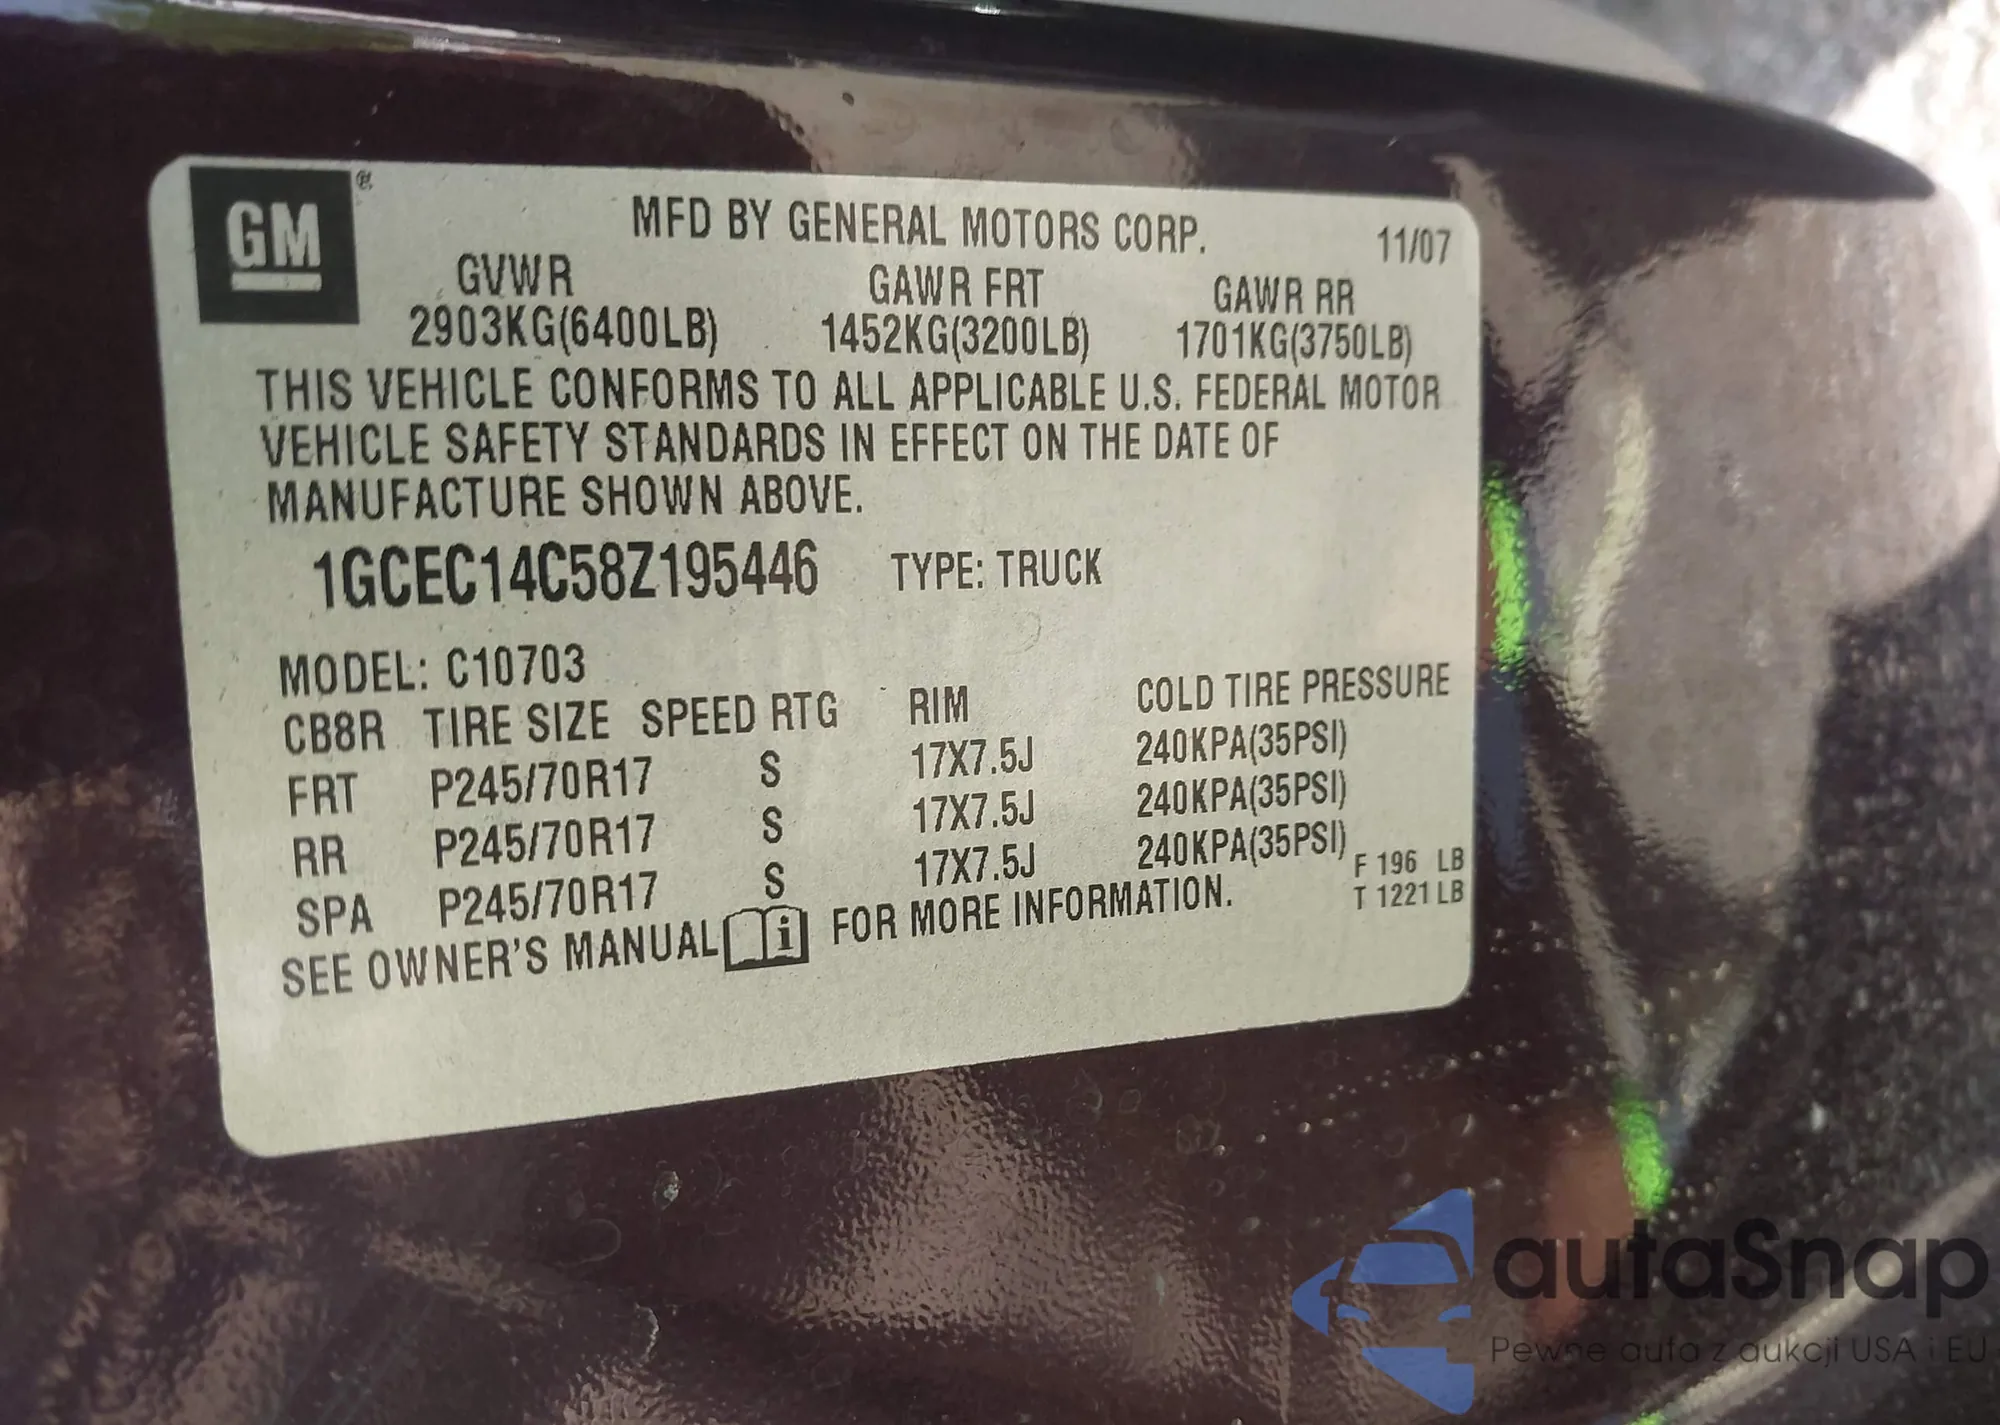 GM ®
MFD BY GENERAL MOTORS CORP. 11/07
GVWR GAWR FRT GAWR RR
2903KG(6400LB) 1452KG(3200LB) 1701KG(3750LB)
THIS VEHICLE CONFORMS TO ALL APPLICABLE U.S. FEDERAL MOTOR
VEHICLE SAFETY STANDARDS IN EFFECT ON THE DATE OF
MANUFACTURE SHOWN ABOVE.
1GCEC14C58Z195446 TYPE: TRUCK
MODEL: C10703
CB8R TIRE SIZE SPEED RTG RIM COLD TIRE PRESSURE
FRT P245/70R17 S 17X7.5J 240KPA(35PSI)
RR P245/70R17 S 17X7.5J 240KPA(35PSI)
SPA P245/70R17 S 17X7.5J 240KPA(35PSI) F 196 LB
SEE OWNER'S MANUAL i FOR MORE INFORMATION. T 1221 LB
autaSnap
Pewne auta z aukcji USA i EU